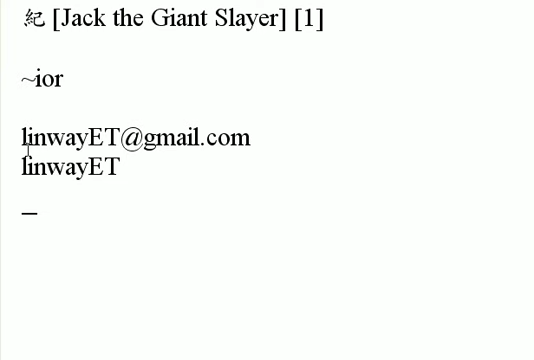 紀 [Jack the Giant Slayer] [1]
~ior
linwayET@gmail.com
linwayET
_